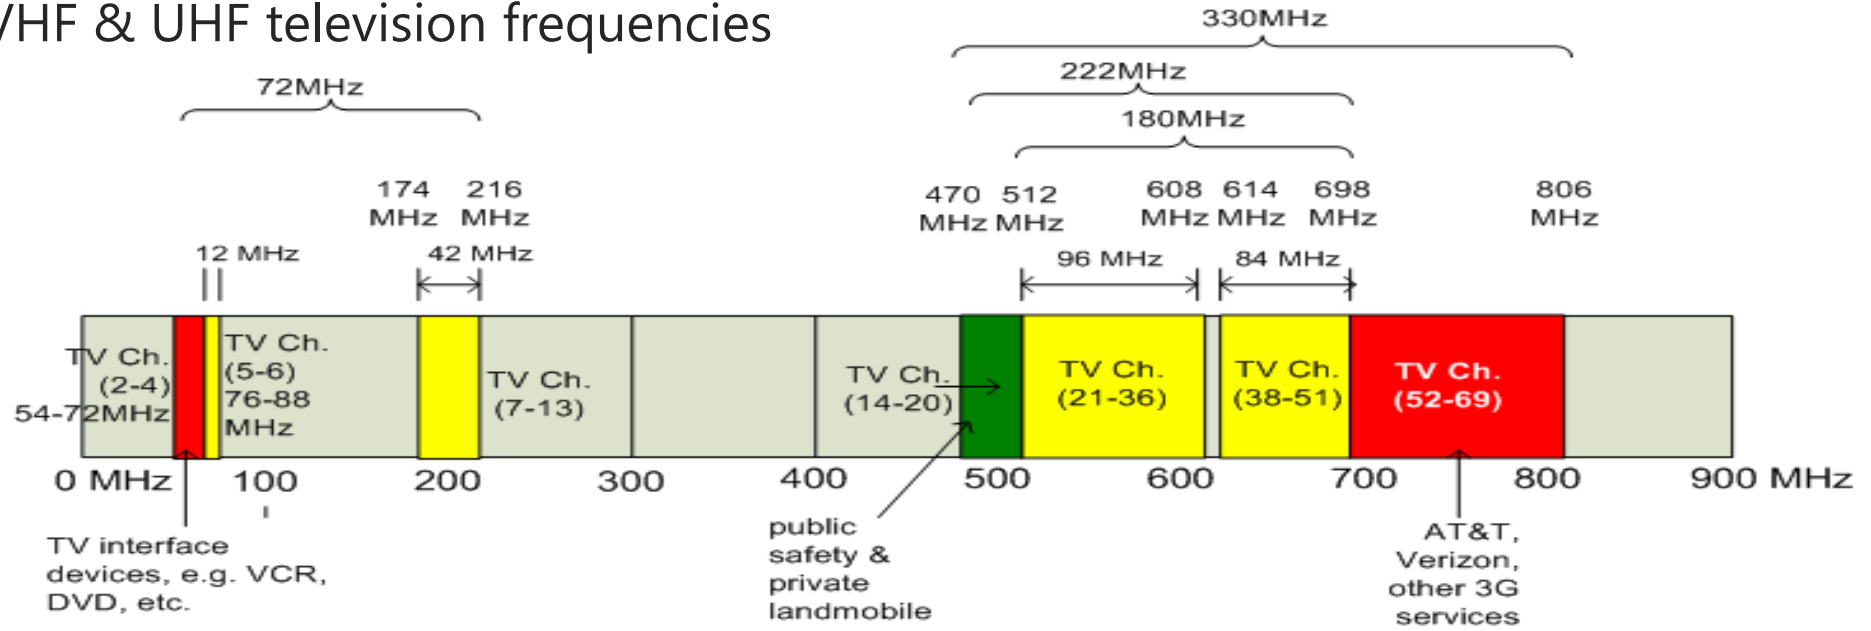 VHF & UHF television frequencies
330MHz
222MHz
72MHz
180MHz
174
MHz
216
MHz
470
MHz
512
MHz
608
MHz
614
MHz
698
MHz
806
MHz
12 MHz
42 MHz
96 MHz
84 MHz
TV Ch.
(2-4)
54-72MHz
TV Ch.
(5-6)
76-88
MHz
TV Ch.
(7-13)
TV Ch.
(14-20)
TV Ch.
(21-36)
TV Ch.
(38-51)
TV Ch.
(52-69)
0 MHz
100
200
300
400
500
600
700
800
900 MHz
TV interface
devices, e.g. VCR,
DVD, etc.
public
safety &
private
landmobile
AT&T,
Verizon,
other 3G
services